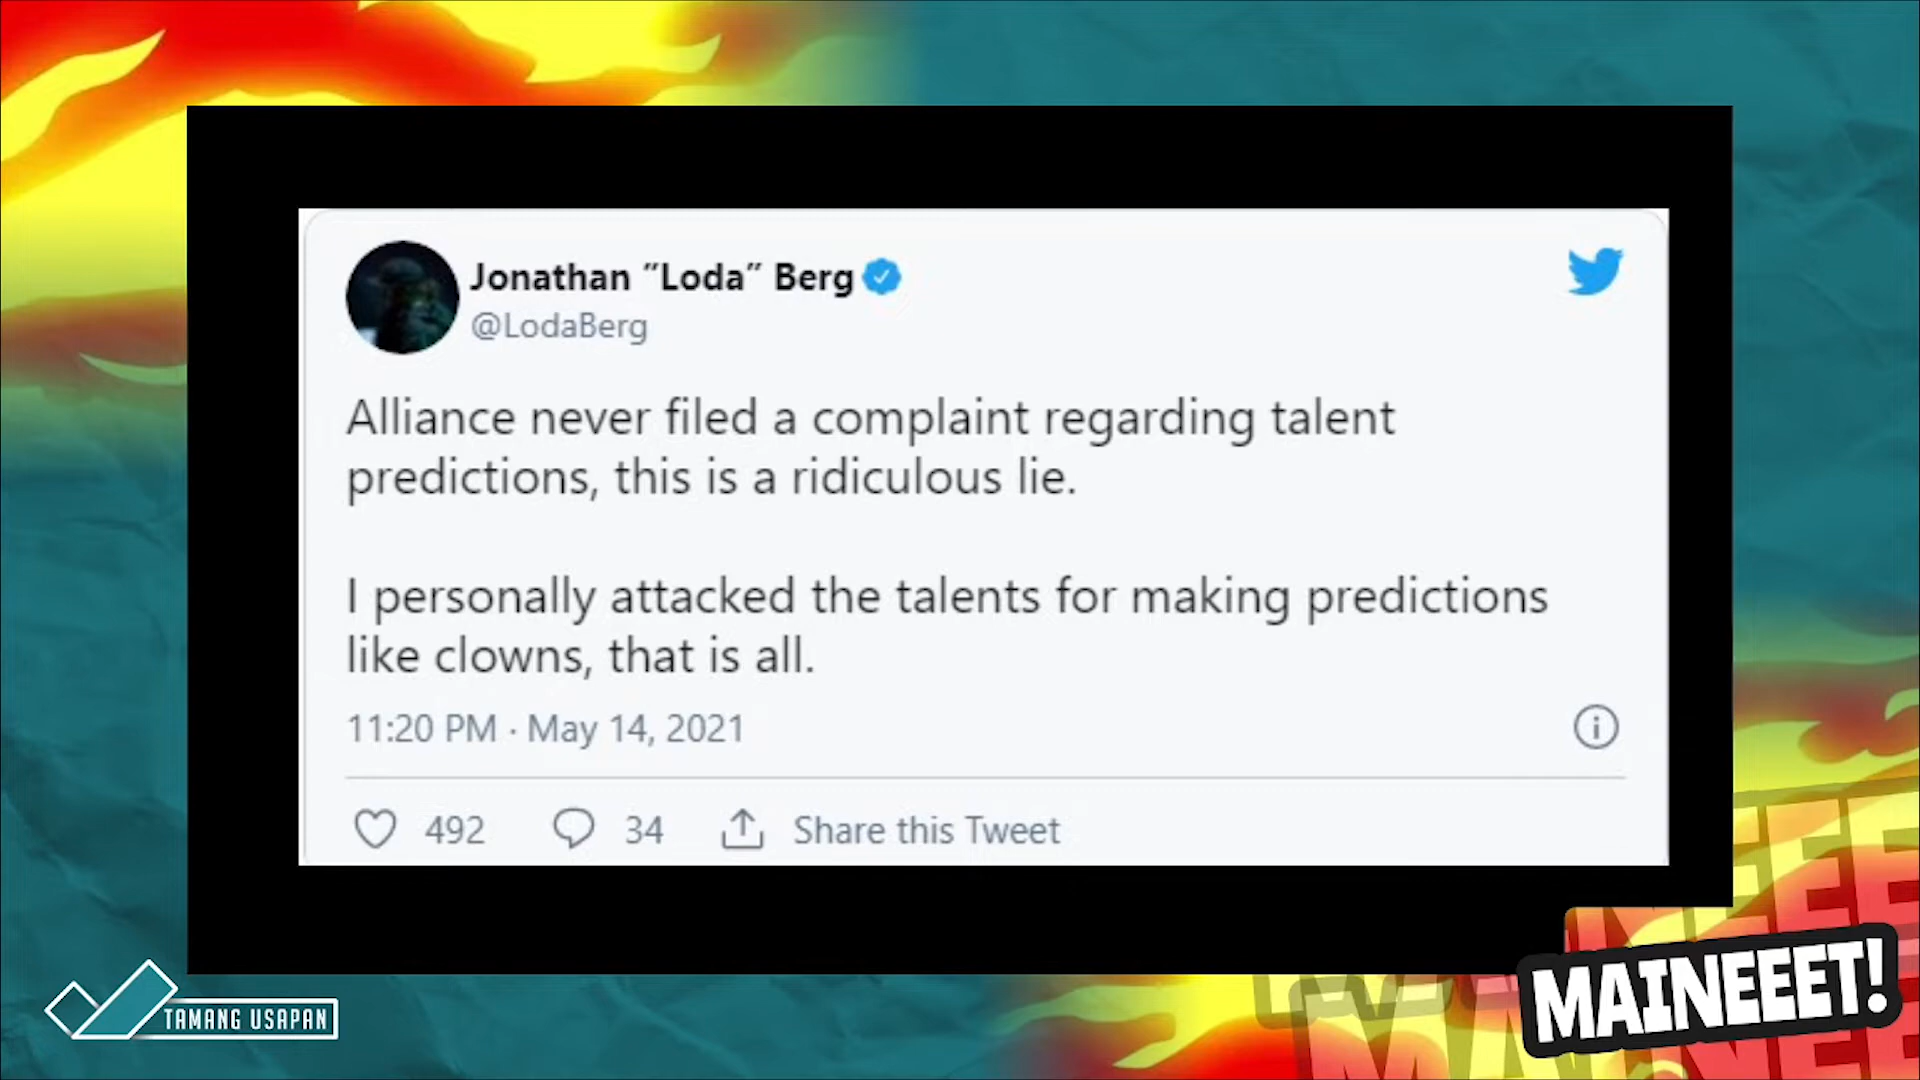 Jonathan "Loda" Berg
@LodaBerg
Alliance never filed a complaint regarding talent
predictions, this is a ridiculous lie.
I personally attacked the talents for making predictions
like clowns, that is all.
11:20 PM · May 14, 2021
492 34 Share this Tweet
TAMANG USAPAN
MAINEEET!